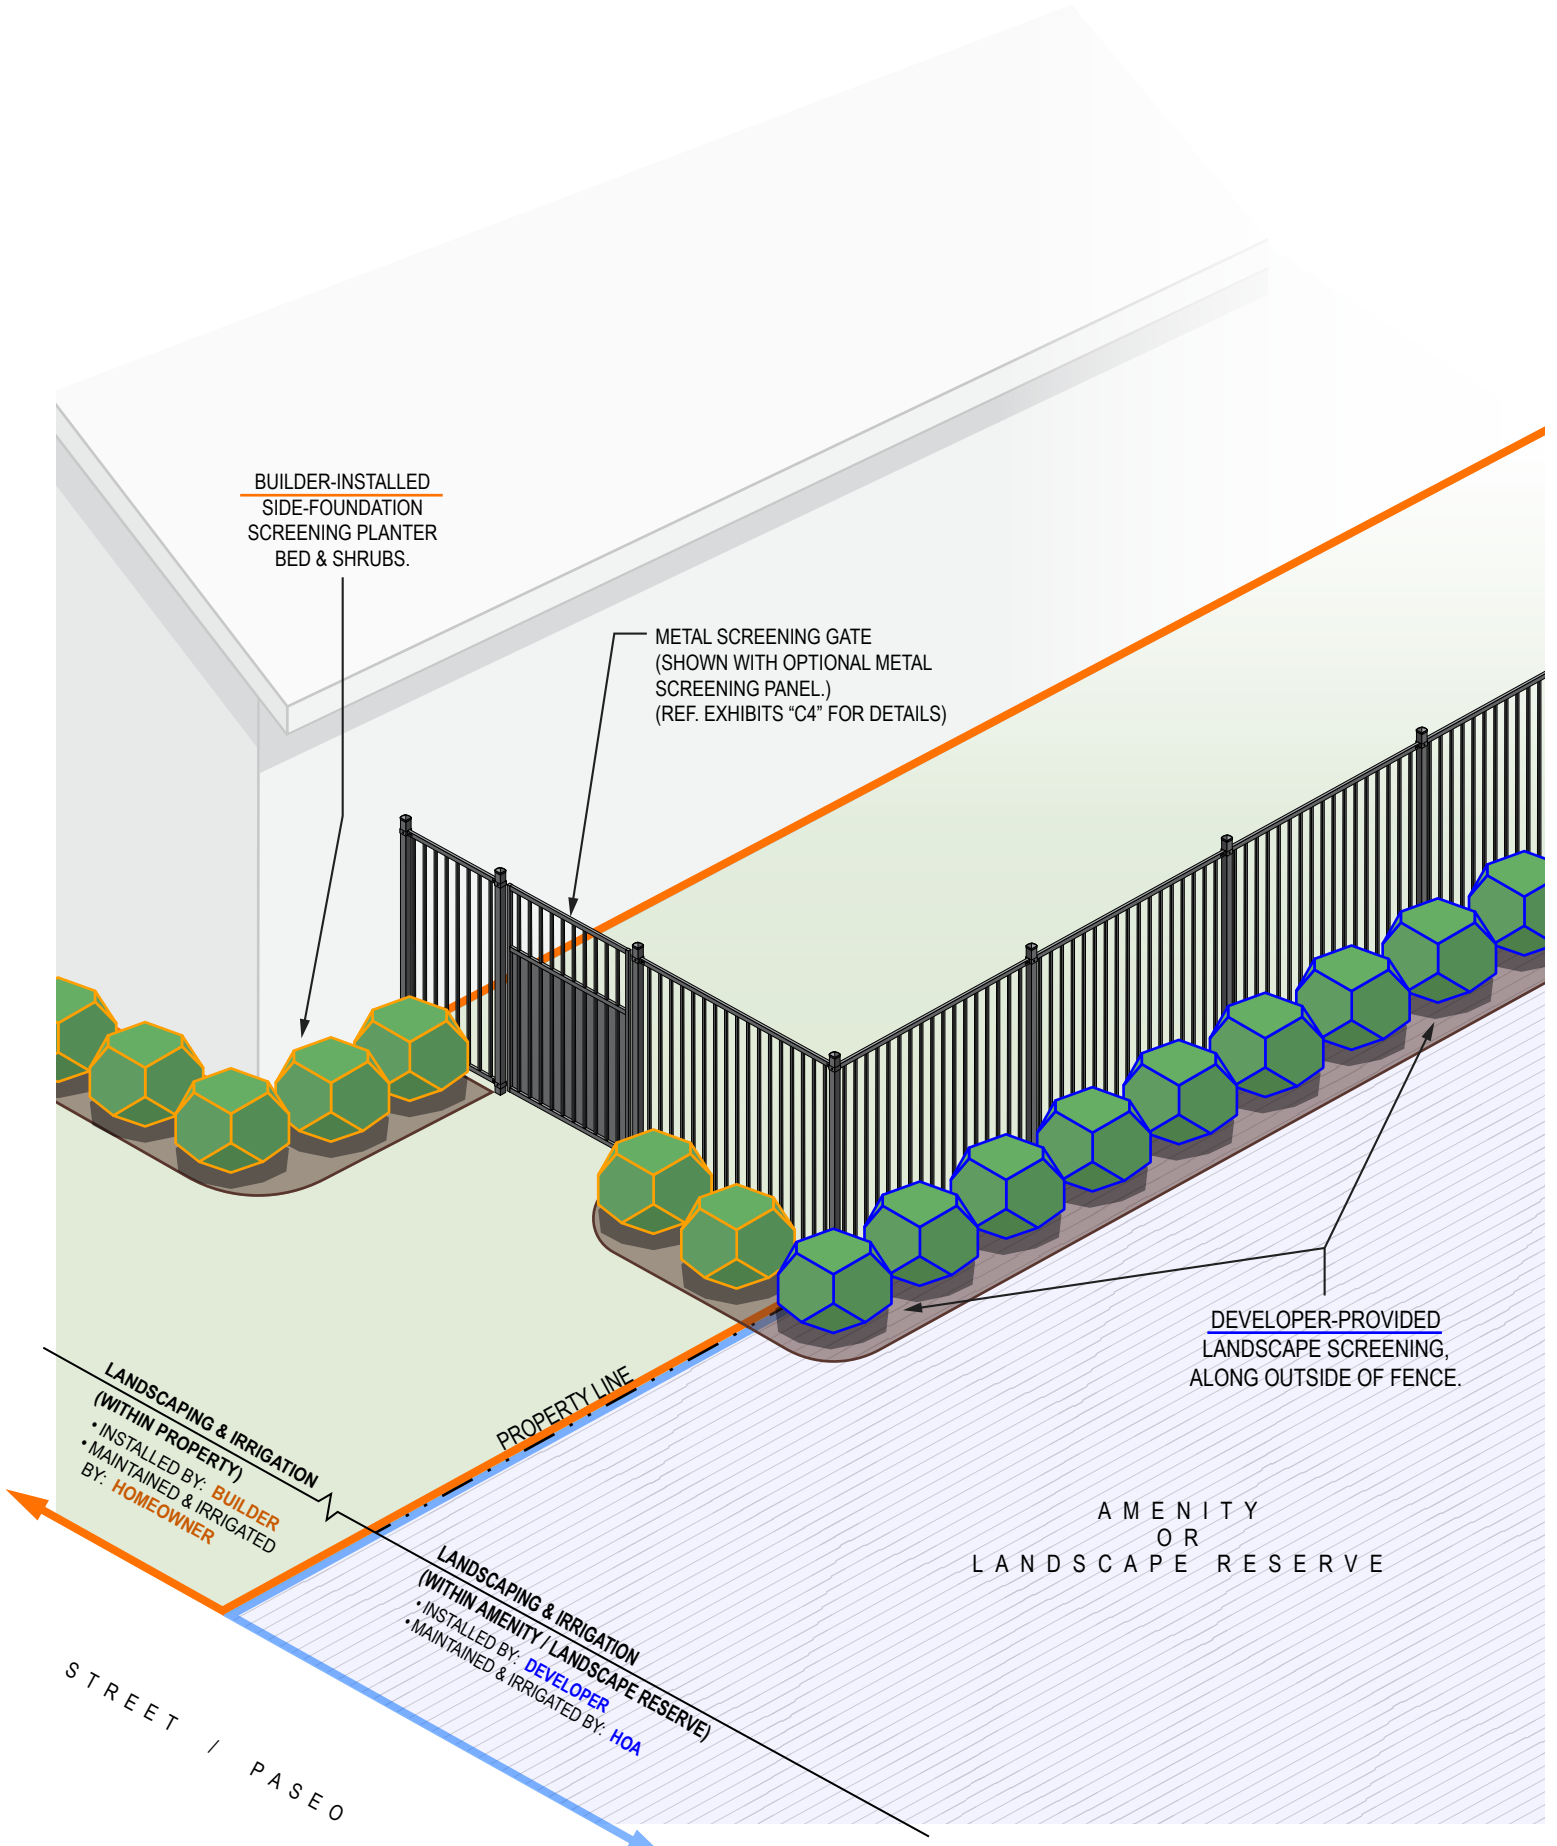 BUILDER-INSTALLED
SIDE-FOUNDATION
SCREENING PLANTER
BED & SHRUBS.
METAL SCREENING GATE
(SHOWN WITH OPTIONAL METAL
SCREENING PANEL.)
(REF. EXHIBITS “C4” FOR DETAILS)
DEVELOPER-PROVIDED
LANDSCAPE SCREENING,
ALONG OUTSIDE OF FENCE.
PROPERTY LINE
LANDSCAPING & IRRIGATION
(WITHIN PROPERTY)
• INSTALLED BY: BUILDER
• MAINTAINED & IRRIGATED
BY: HOMEOWNER
LANDSCAPING & IRRIGATION
(WITHIN AMENITY / LANDSCAPE RESERVE)
• INSTALLED BY: DEVELOPER
• MAINTAINED & IRRIGATED BY: HOA
AMENITY
OR
LANDSCAPE RESERVE
STREET / PASEO